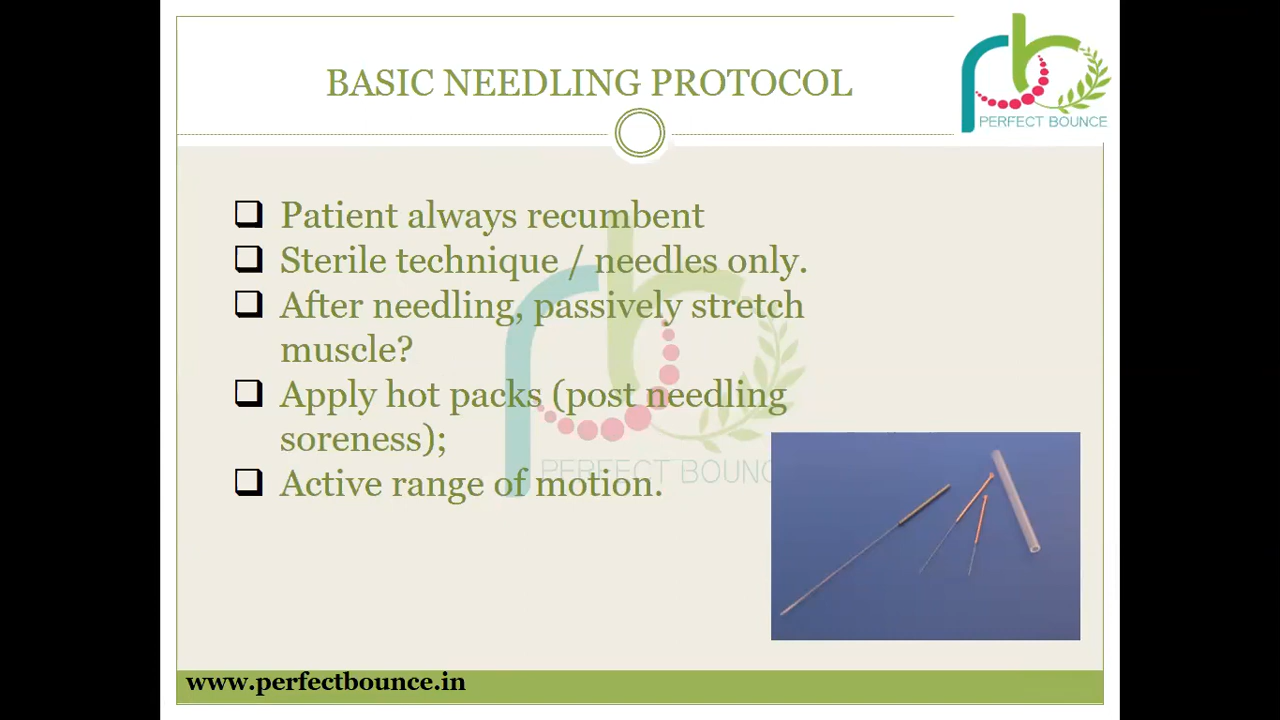 BASIC NEEDLING PROTOCOL
PERFECT BOUNCE
❑ Patient always recumbent
❑ Sterile technique / needles only.
❑ After needling, passively stretch
muscle?
❑ Apply hot packs (post needling
soreness);
❑ Active range of motion.
PERFECT BOUNC
www.perfectbounce.in